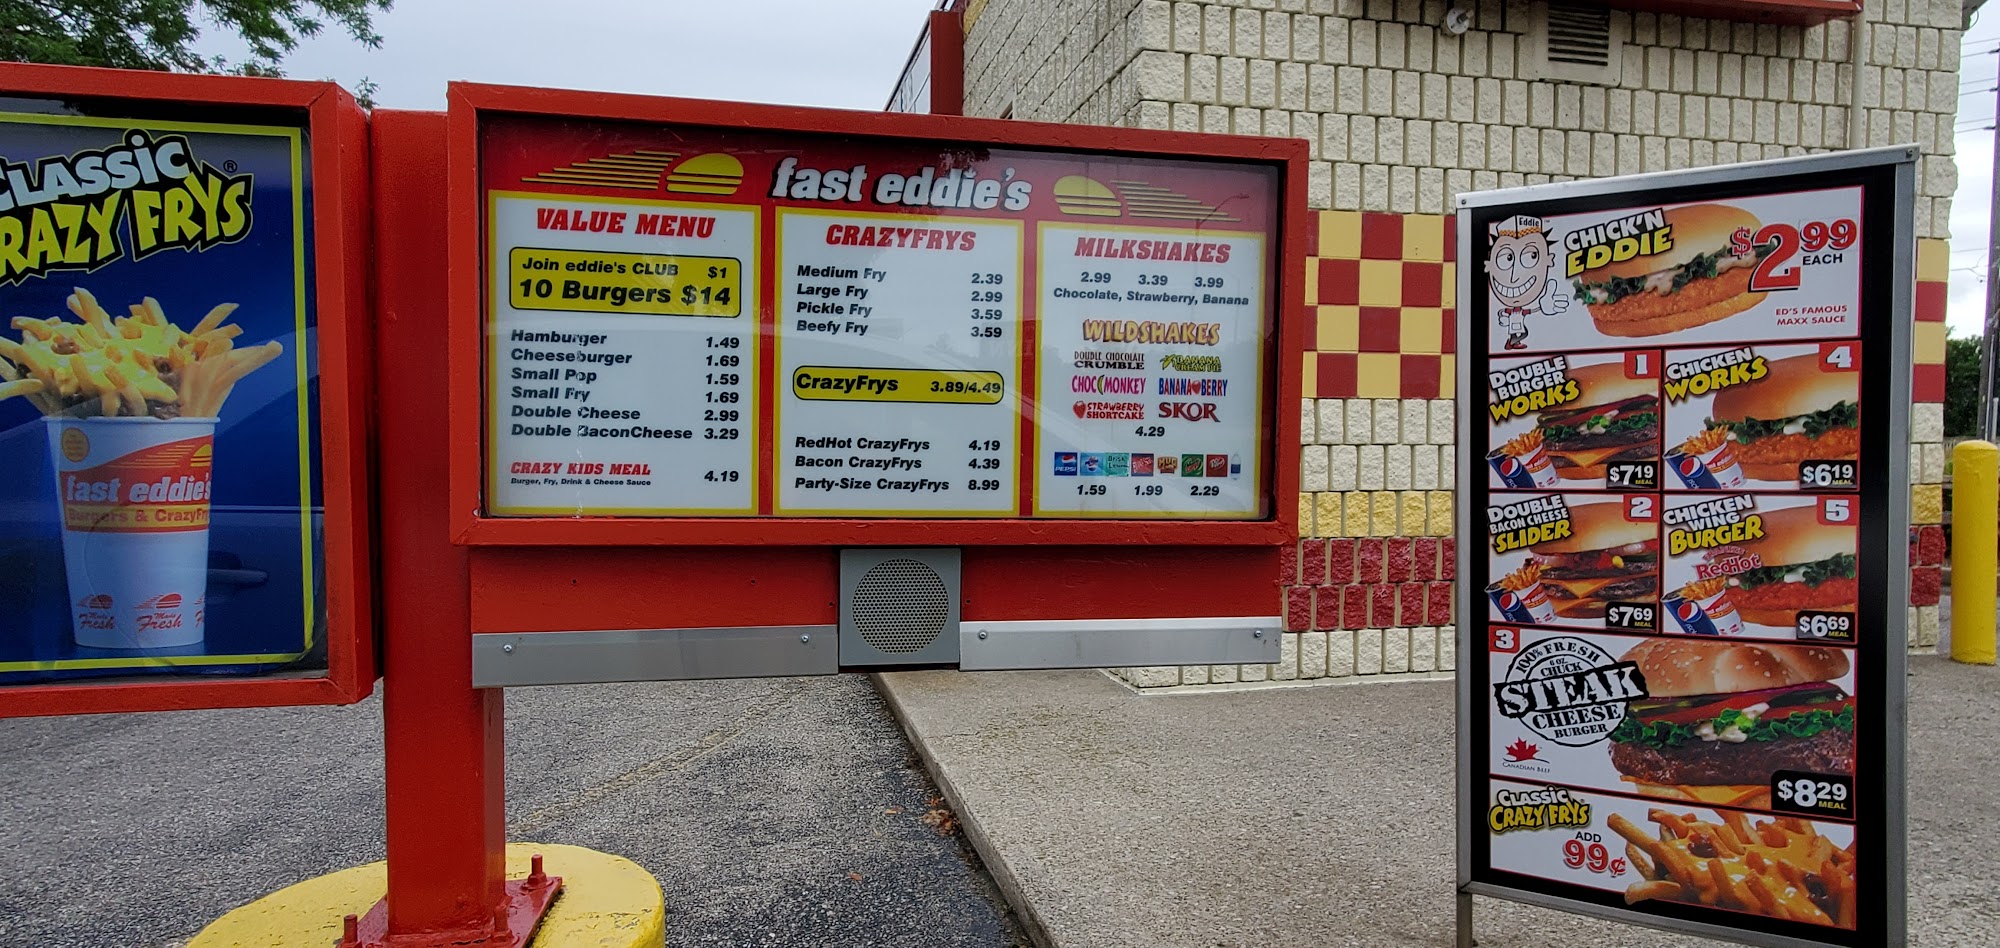 CLASSIC ®
CRAZY FRYS
fast eddie's
Burgers & CrazyFrys
Made Fresh
Made Fresh
fast eddie's
VALUE MENU
Join eddie's CLUB $1
10 Burgers $14
Hamburger 1.49
Cheeseburger 1.69
Small Pop 1.59
Small Fry 1.69
Double Cheese 2.99
Double BaconCheese 3.29
CRAZY KIDS MEAL 4.19
Burger, Fry, Drink & Cheese Sauce
CRAZYFRYS
Medium Fry 2.39
Large Fry 2.99
Pickle Fry 3.59
Beefy Fry 3.59
CrazyFrys 3.89/4.49
RedHot CrazyFrys 4.19
Bacon CrazyFrys 4.39
Party-Size CrazyFrys 8.99
MILKSHAKES
2.99 3.39 3.99
Chocolate, Strawberry, Banana
WILDSHAKES
DOUBLE CHOCOLATE CRUMBLE
BANANA CREAM PIE
CHOC MONKEY
BANANA BERRY
STRAWBERRY SHORTCAKE
SKOR
4.29
PEPSI Brisk MUG
1.59 1.99 2.29
Eddie
CHICK'N
EDDIE
$2.99
EACH
ED'S FAMOUS
MAXX SAUCE
DOUBLE
BURGER
WORKS
1
$7.19
MEAL
CHICKEN
WORKS
4
$6.19
MEAL
DOUBLE
BACON CHEESE
SLIDER
2
$7.69
MEAL
CHICKEN
WING
BURGER
RedHot
5
$6.69
MEAL
3
100% FRESH
6 OZ.
CHUCK
STEAK
CHEESE
BURGER
CANADIAN BEEF
$8.29
MEAL
CLASSIC
CRAZY FRYS
ADD
99¢